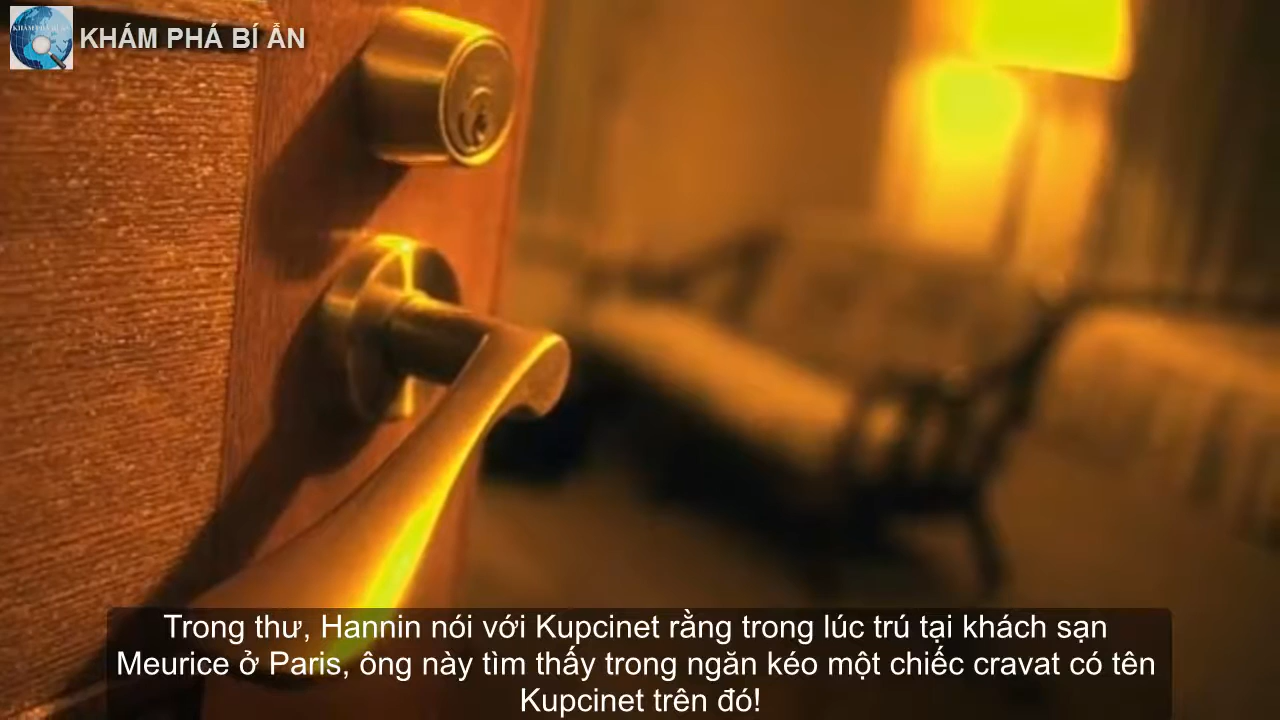 KHÁM PHÁ BÍ ẨN
Trong thư, Hannin nói với Kupcinet rằng trong lúc trú tại khách sạn
Meurice ở Paris, ông này tìm thấy trong ngăn kéo một chiếc cravat có tên
Kupcinet trên đó!